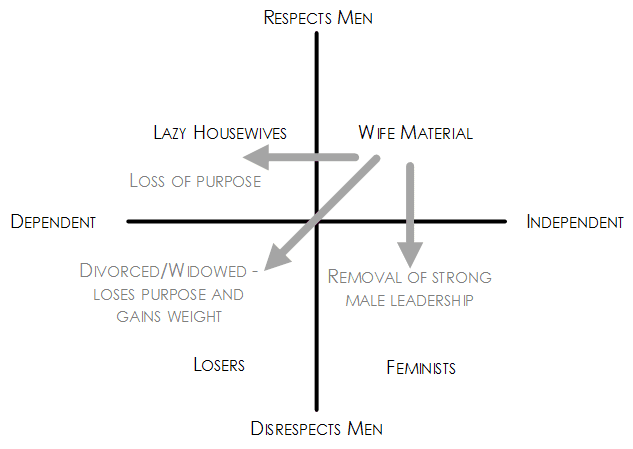 Respects Men
Lazy Housewives
Wife Material
Loss of purpose
Dependent
Independent
Divorced/Widowed -
loses purpose and
gains weight
Removal of strong
male leadership
Losers
Feminists
Disrespects Men